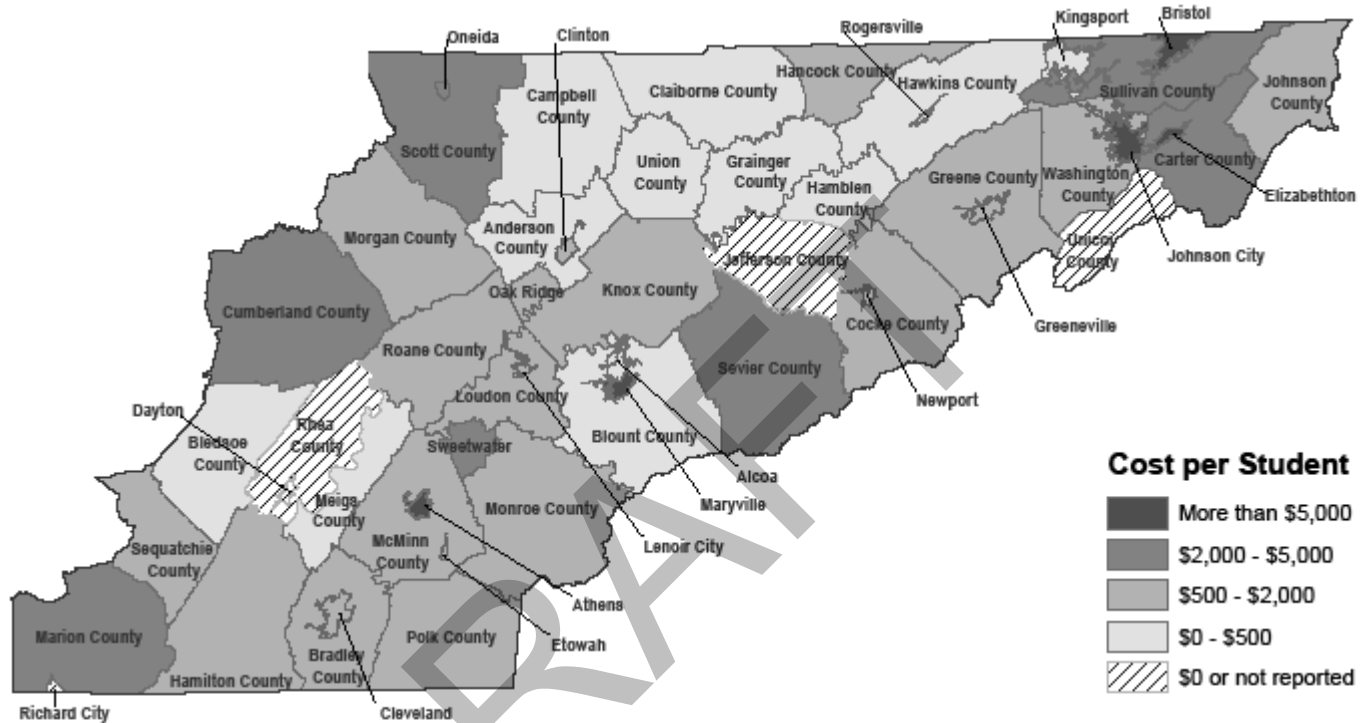 Oneida
Clinton
Rogersville
Kingsport
Bristol
Hancock County
Hawkins County
Johnson
County
Campbell
County
Claiborne County
Sullivan County
Scott County
Union
County
Grainger
County
Hamblen
County
Greene County
Washington
County
Carter County
Elizabethton
Morgan County
Anderson
County
Jefferson County
Unicoi
County
Johnson City
Oak Ridge
Knox County
Cumberland County
Cocke County
Greeneville
Roane County
Sevier County
Newport
Loudon County
Dayton
Rhea
County
Bledsoe
County
Sweetwater
Blount County
Alcoa
Maryville
Meigs
County
Monroe County
Lenoir City
McMinn
County
Sequatchie
County
Athens
Etowah
Marion County
Polk County
Bradley
County
Hamilton County
Richard City
Cleveland
Cost per Student
More than $5,000
$2,000 - $5,000
$500 - $2,000
$0 - $500
$0 or not reported
DRAFT